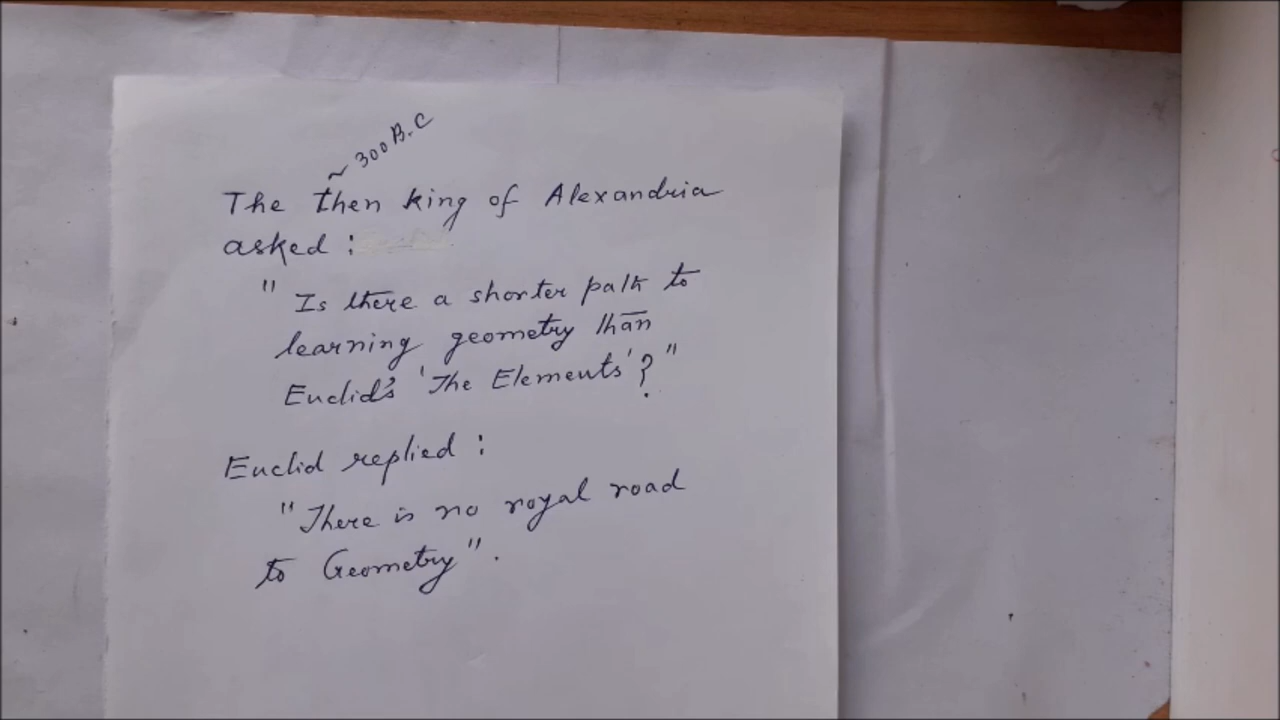 ~ 300 B.C
The then king of Alexandria
asked :
" Is there a shorter path to
learning geometry than
Euclid's 'The Elements'?"
Euclid replied :
"There is no royal road
to Geometry".